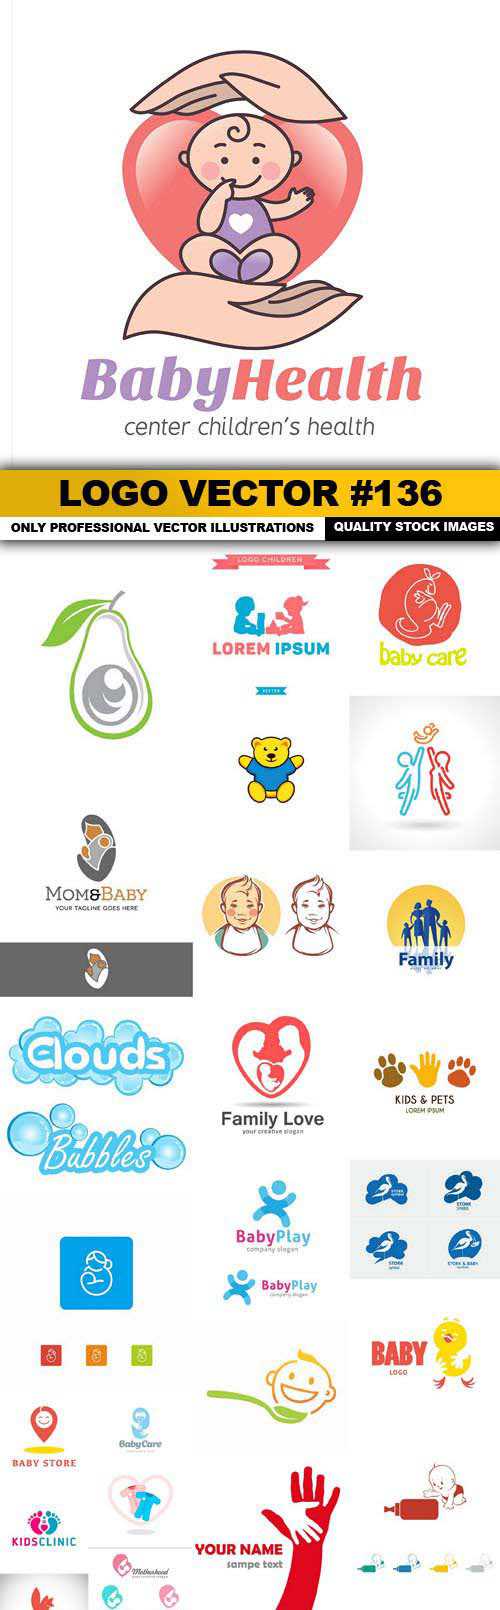 BabyHealth
center children's health
LOGO VECTOR #136
ONLY PROFESSIONAL VECTOR ILLUSTRATIONS
QUALITY STOCK IMAGES
LOGO CHILDREN
LOREM IPSUM
baby care
VECTOR
MOM&BABY
YOUR TAGLINE GOES HERE
Family
Clouds
Bubbles
Family Love
your creative slogan
KIDS & PETS
LOREM IPSUM
STORK
symbol
STORK
symbol
STORK
symbol
STORK & BABY
BabyPlay
company slogan
BabyPlay
company slogan
BABY
LOGO
BABY STORE
BabyCare
KIDSCLINIC
YOUR NAME
sampe text
Motherhood